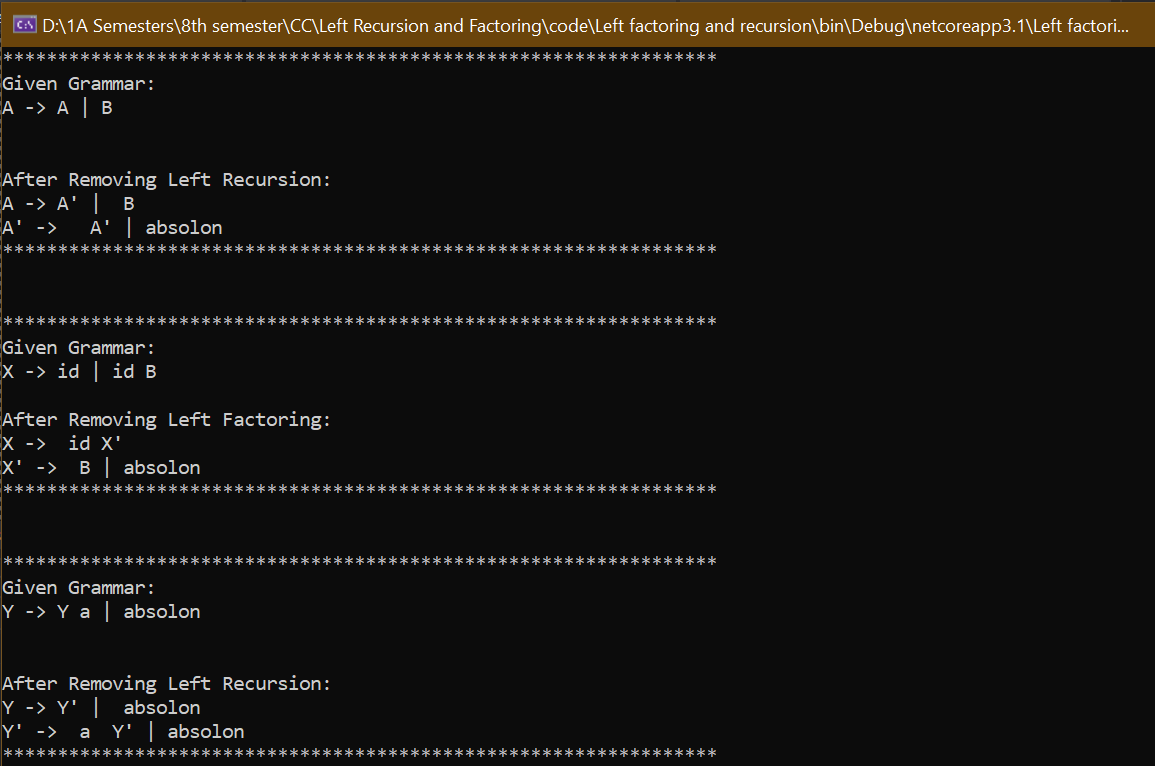 D:\1A Semesters\8th semester\CC\Left Recursion and Factoring\code\Left factoring and recursion\bin\Debug\netcoreapp3.1\Left factori...
*****************************************************************
Given Grammar:
A -> A | B
After Removing Left Recursion:
A -> A' |  B
A' ->   A' | absolon
*****************************************************************
*****************************************************************
Given Grammar:
X -> id | id B
After Removing Left Factoring:
X ->  id X'
X' ->  B | absolon
*****************************************************************
*****************************************************************
Given Grammar:
Y -> Y a | absolon
After Removing Left Recursion:
Y -> Y' |  absolon
Y' ->  a  Y' | absolon
*****************************************************************